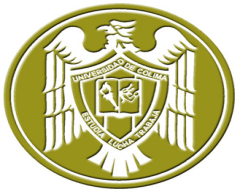 UNIVERSIDAD DE COLIMA
ESTUDIA LUCHA TRABAJA